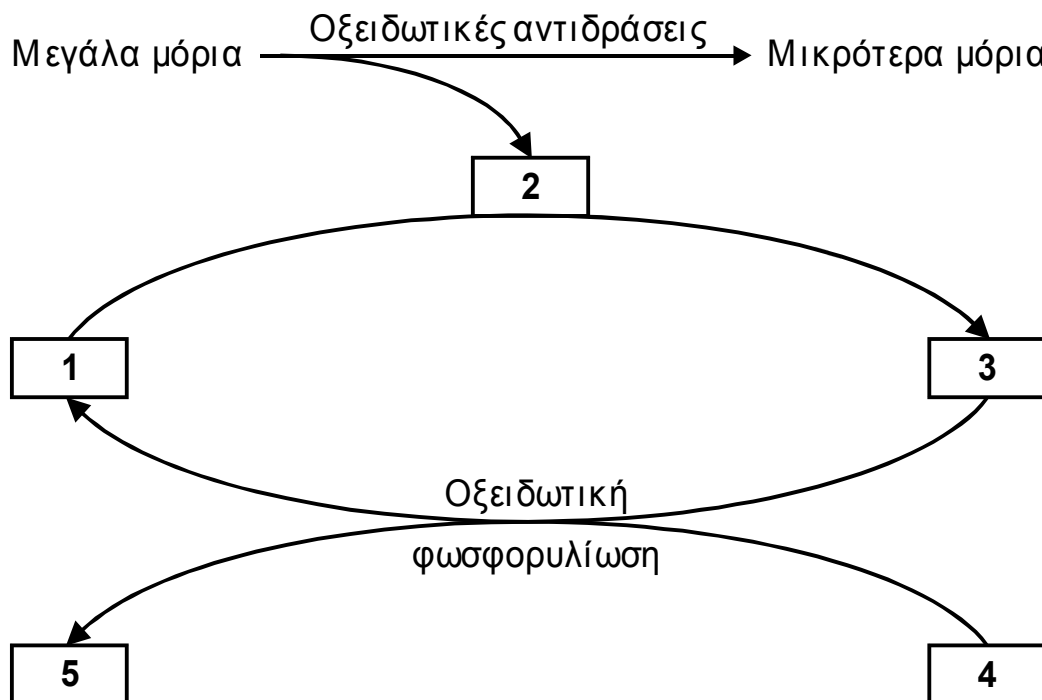 Οξειδωτικές αντιδράσεις
Μεγάλα μόρια
Μικρότερα μόρια
2
1
3
Οξειδωτική
φωσφορυλίωση
5
4